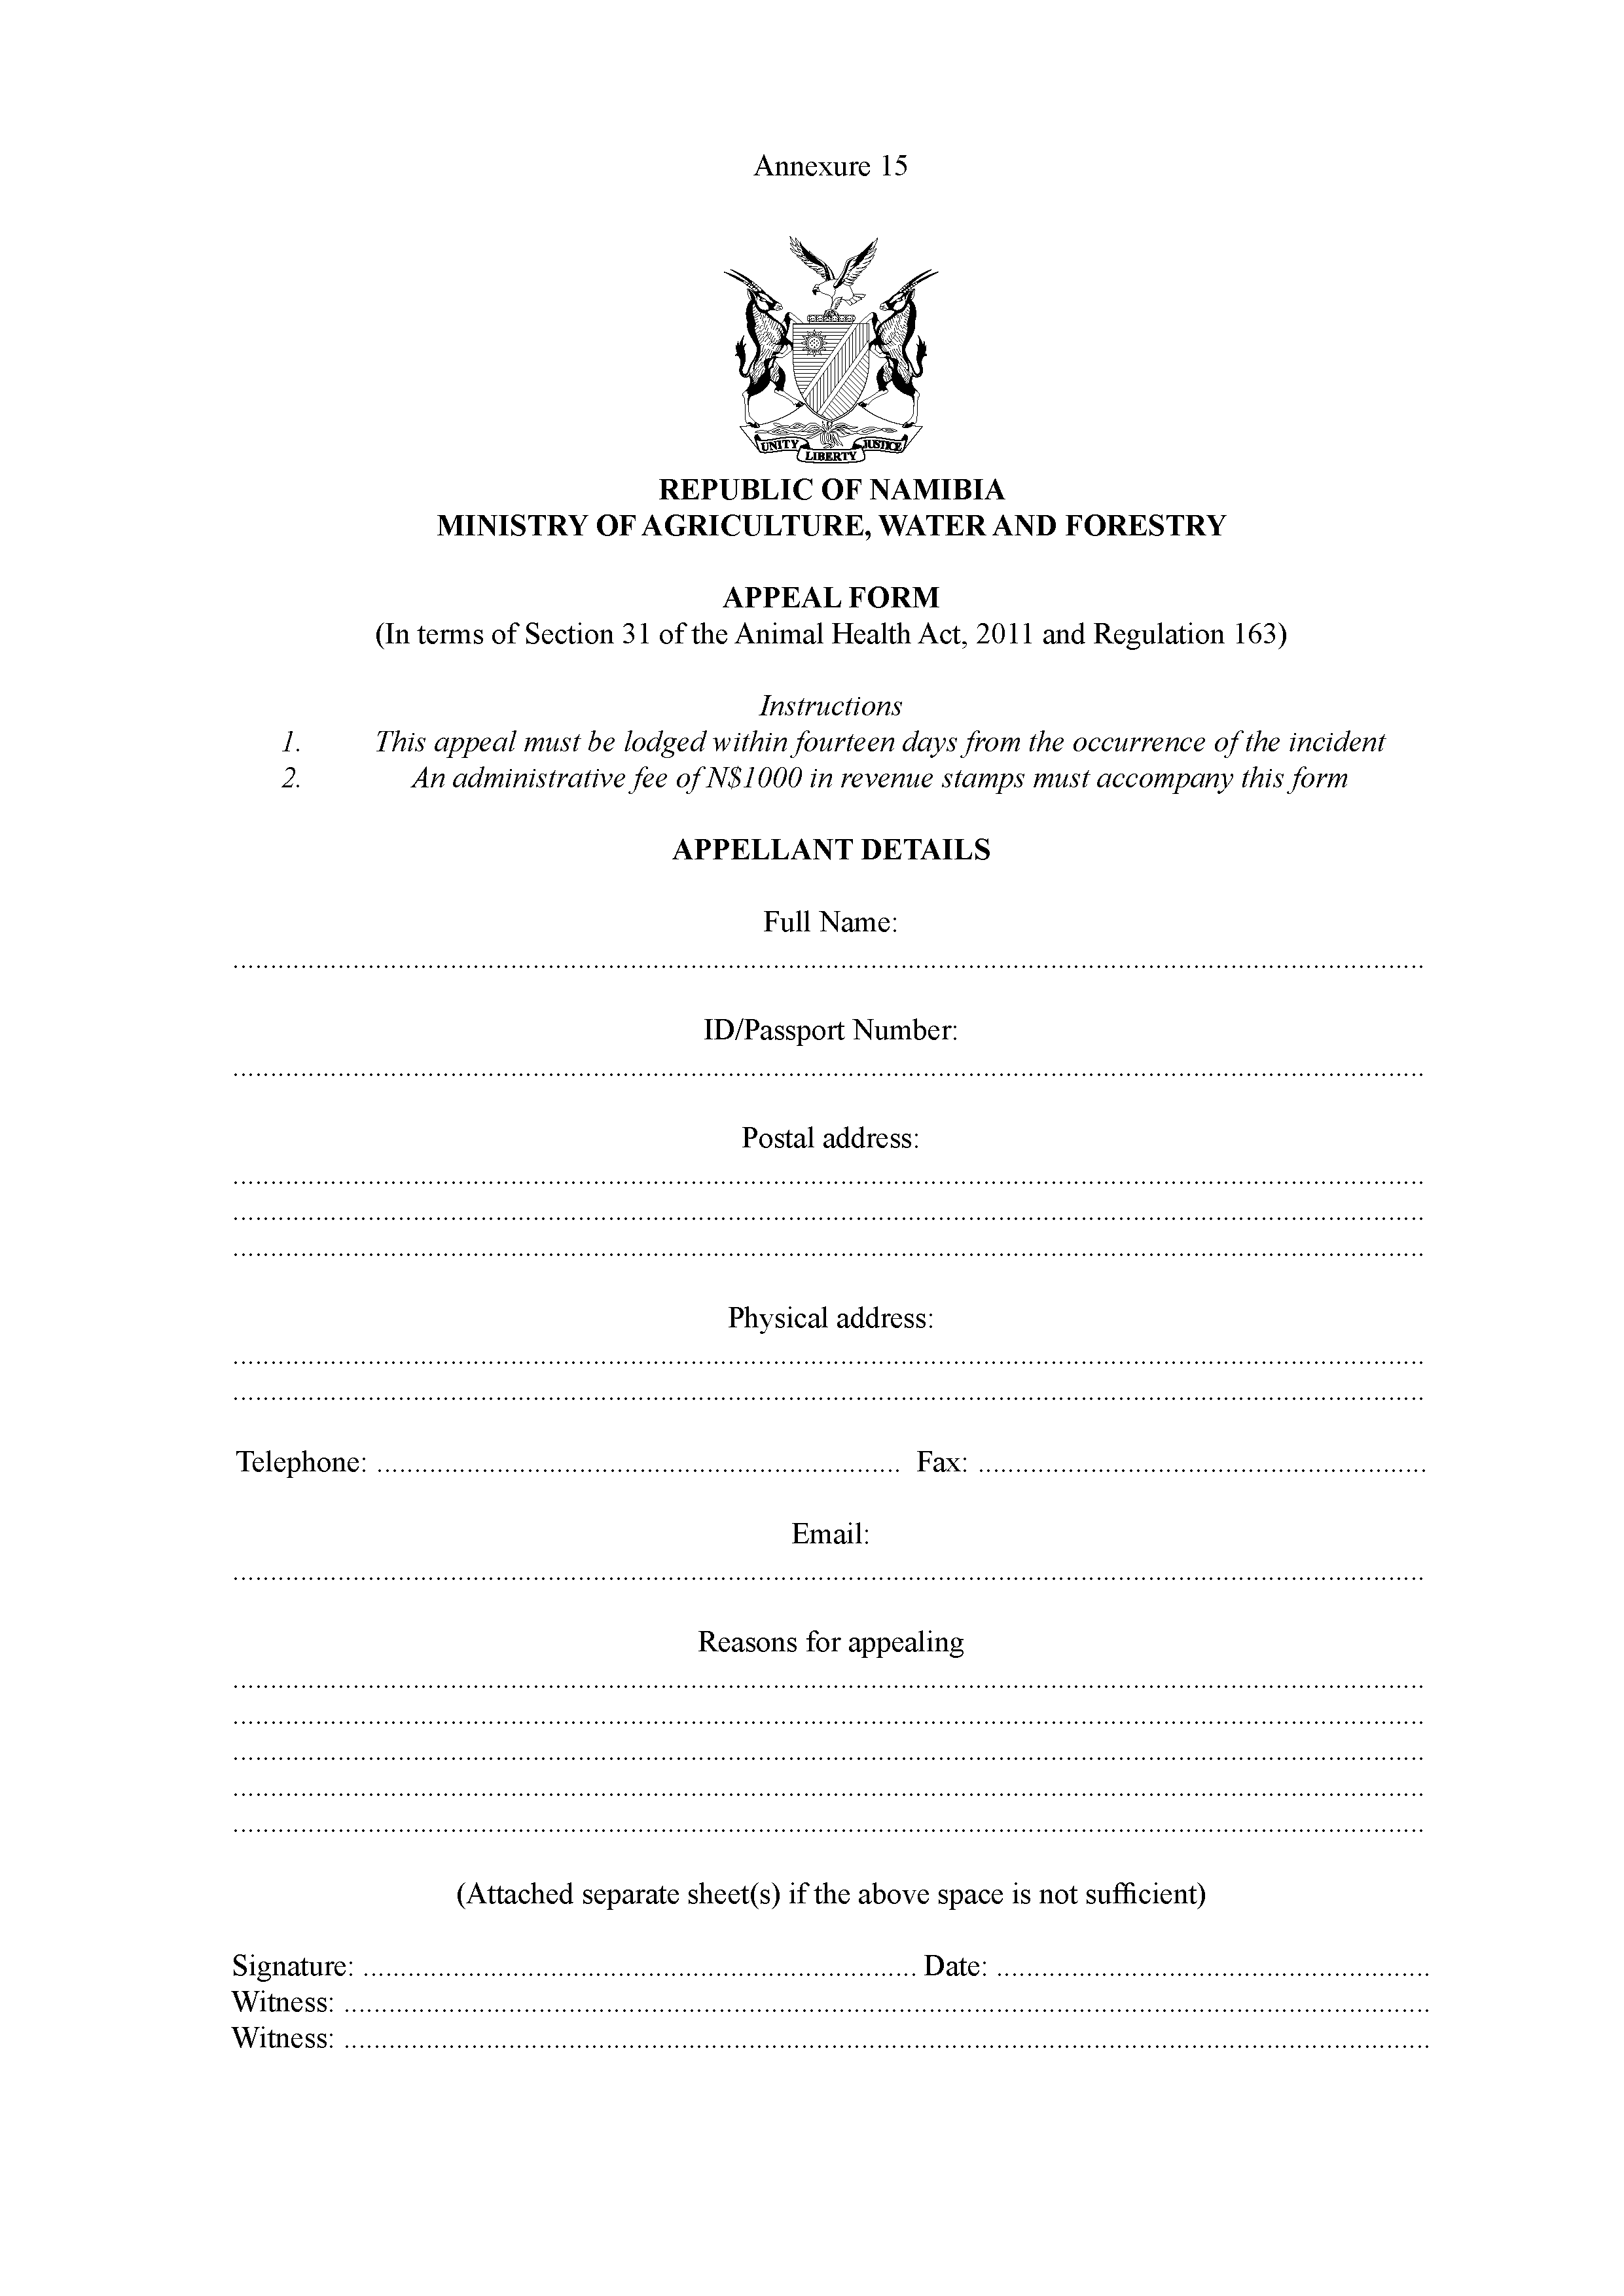 Annexure 15
UNITY LIBERTY JUSTICE
REPUBLIC OF NAMIBIA
MINISTRY OF AGRICULTURE, WATER AND FORESTRY
APPEAL FORM
(In terms of Section 31 of the Animal Health Act, 2011 and Regulation 163)
Instructions
1. This appeal must be lodged within fourteen days from the occurrence of the incident
2. An administrative fee of N$1000 in revenue stamps must accompany this form
APPELLANT DETAILS
Full Name:
ID/Passport Number:
Postal address:
Physical address:
Telephone: Fax:
Email:
Reasons for appealing
(Attached separate sheet(s) if the above space is not sufficient)
Signature: Date:
Witness:
Witness: